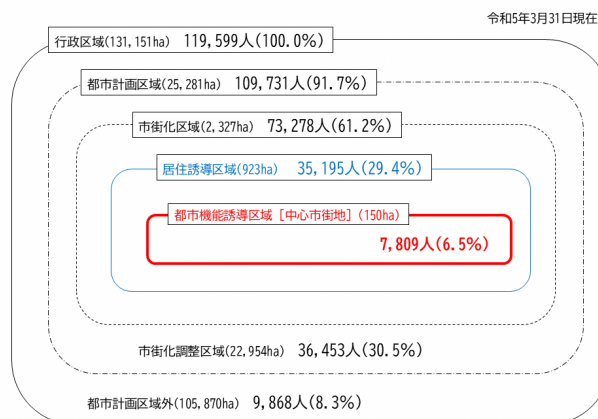 令和5年3月31日現在
行政区域(131,151ha) 119,599人(100.0%)
都市計画区域(25,281ha) 109,731人(91.7%)
市街化区域(2,327ha) 73,278人(61.2%)
居住誘導区域(923ha) 35,195人(29.4%)
都市機能誘導区域［中心市街地］(150ha)
7,809人(6.5%)
市街化調整区域(22,954ha) 36,453人(30.5%)
都市計画区域外(105,870ha) 9,868人(8.3%)